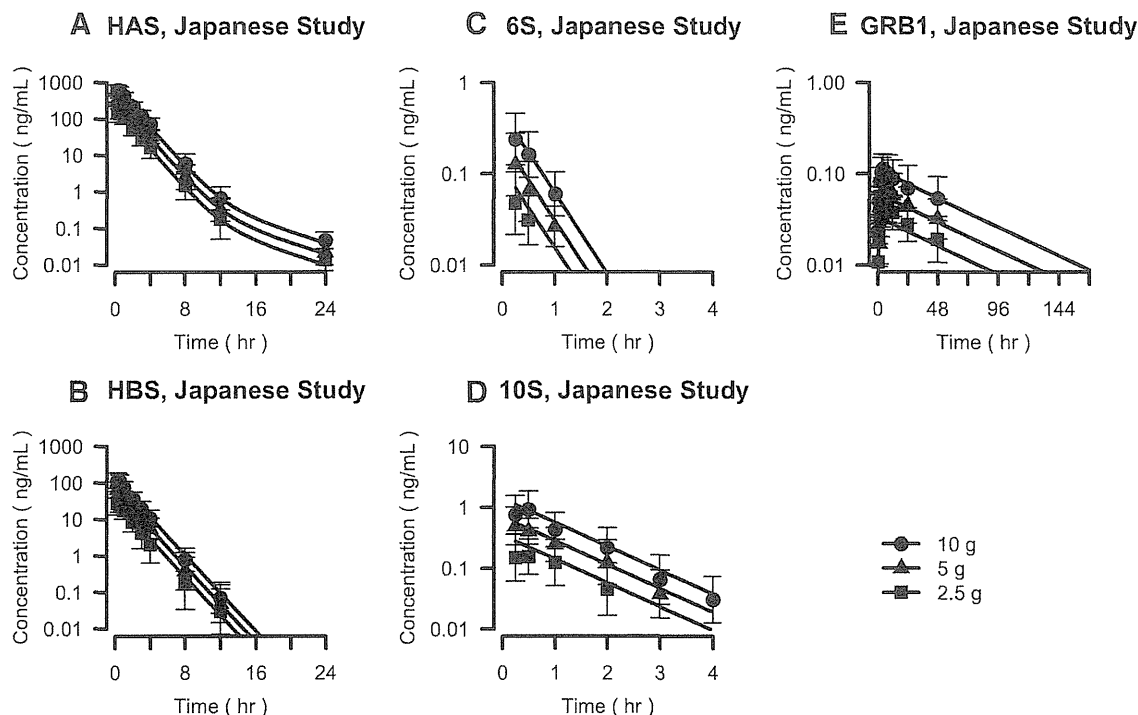 A HAS, Japanese Study
Concentration ( ng/mL )
1000
100
10
1
0.1
0.01
0 8 16 24
Time ( hr )
C 6S, Japanese Study
Concentration ( ng/mL )
1
0.1
0.01
0 1 2 3 4
Time ( hr )
E GRB1, Japanese Study
Concentration ( ng/mL )
1.00
0.10
0.01
0 48 96 144
Time ( hr )
B HBS, Japanese Study
Concentration ( ng/mL )
1000
100
10
1
0.1
0.01
0 8 16 24
Time ( hr )
D 10S, Japanese Study
Concentration ( ng/mL )
10
1
0.1
0.01
0 1 2 3 4
Time ( hr )
10 g
5 g
2.5 g